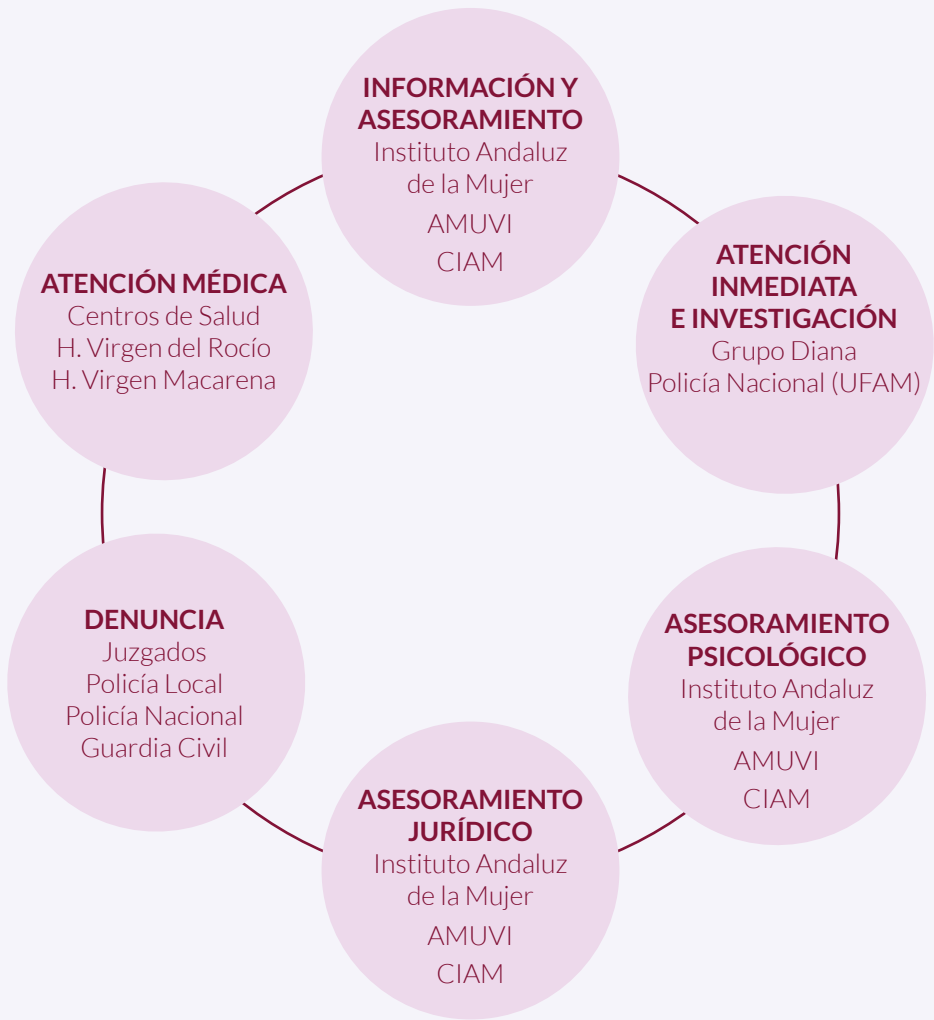 INFORMACIÓN Y
ASESORAMIENTO
Instituto Andaluz
de la Mujer
AMUVI
CIAM
ATENCIÓN
INMEDIATA
E INVESTIGACIÓN
Grupo Diana
Policía Nacional (UFAM)
ASESORAMIENTO
PSICOLÓGICO
Instituto Andaluz
de la Mujer
AMUVI
CIAM
ASESORAMIENTO
JURÍDICO
Instituto Andaluz
de la Mujer
AMUVI
CIAM
DENUNCIA
Juzgados
Policía Local
Policía Nacional
Guardia Civil
ATENCIÓN MÉDICA
Centros de Salud
H. Virgen del Rocío
H. Virgen Macarena